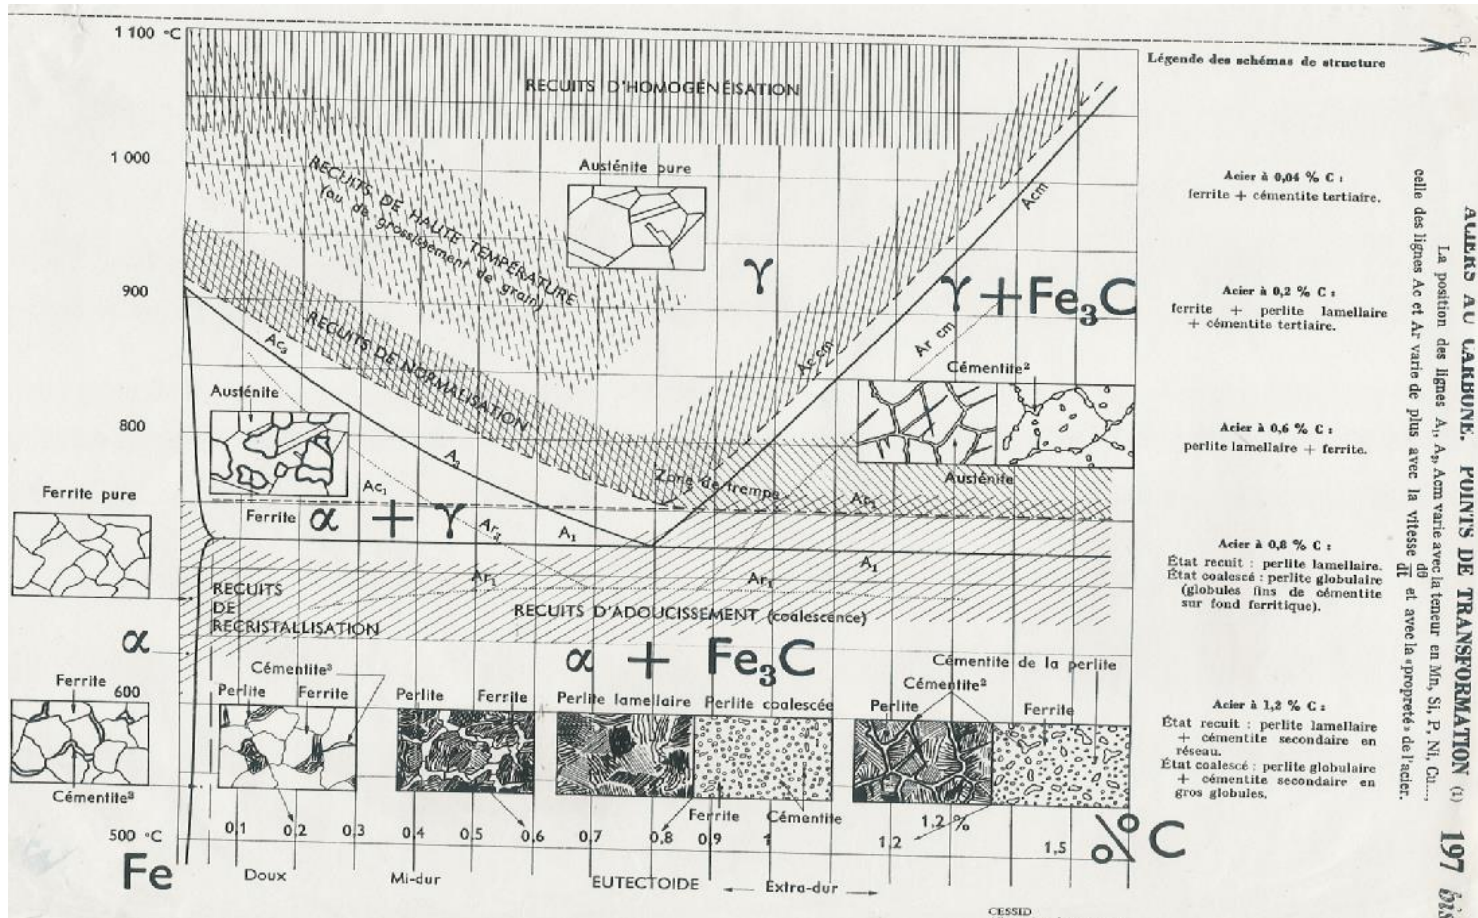 1 100 °C
1 000
900
800
600
500 °C
RECUITS D'HOMOGÉNÉISATION
RECUITS DE HAUTE TEMPÉRATURE
(ou de grossissement de grain)
Austénite pure
γ
RECUITS DE NORMALISATION
Ac₃
A₃
Acm
Ac cm
Ar cm
γ + Fe₃C
Cémentite²
Austénite
Austénite
Ac₁
Ferrite
α + γ
Ar₃
A₁
Zone de trempe
Ac₁
A₁
Ar₁
Ar₁
Ferrite pure
RECUITS
DE
RECRISTALLISATION
RECUITS D'ADOUCISSEMENT (coalescence)
α
α + Fe₃C
Ferrite
Cémentite³
Cémentite³
Perlite
Ferrite
Perlite
Ferrite
Perlite lamellaire
Perlite coalescée
Ferrite
Cémentite
Cémentite de la perlite
Cémentite²
Perlite
Ferrite
0,1 0,2 0,3 0,4 0,5 0,6 0,7 0,8 0,9 1 1,2 1,2 % 1,5
% C
Fe
Doux
Mi-dur
EUTECTOIDE
Extra-dur
CESSID
Légende des schémas de structure
Acier à 0,04 % C :
ferrite + cémentite tertiaire.
Acier à 0,2 % C :
ferrite + perlite lamellaire
+ cémentite tertiaire.
Acier à 0,6 % C :
perlite lamellaire + ferrite.
Acier à 0,8 % C :
État recuit : perlite lamellaire.
État coalescé : perlite globulaire
(globules fins de cémentite
sur fond ferritique).
Acier à 1,2 % C :
État recuit : perlite lamellaire
+ cémentite secondaire en
réseau.
État coalescé : perlite globulaire
+ cémentite secondaire en
gros globules.
ACIERS AU CARBONE. POINTS DE TRANSFORMATION (1) 197 bis
La position des lignes A₁, A₃, Acm varie avec la teneur en Mn, Si, P, Ni, Cu...,
celle des lignes Ac et Ar varie de plus avec la vitesse dθ/dt et avec la «propreté» de l'acier.